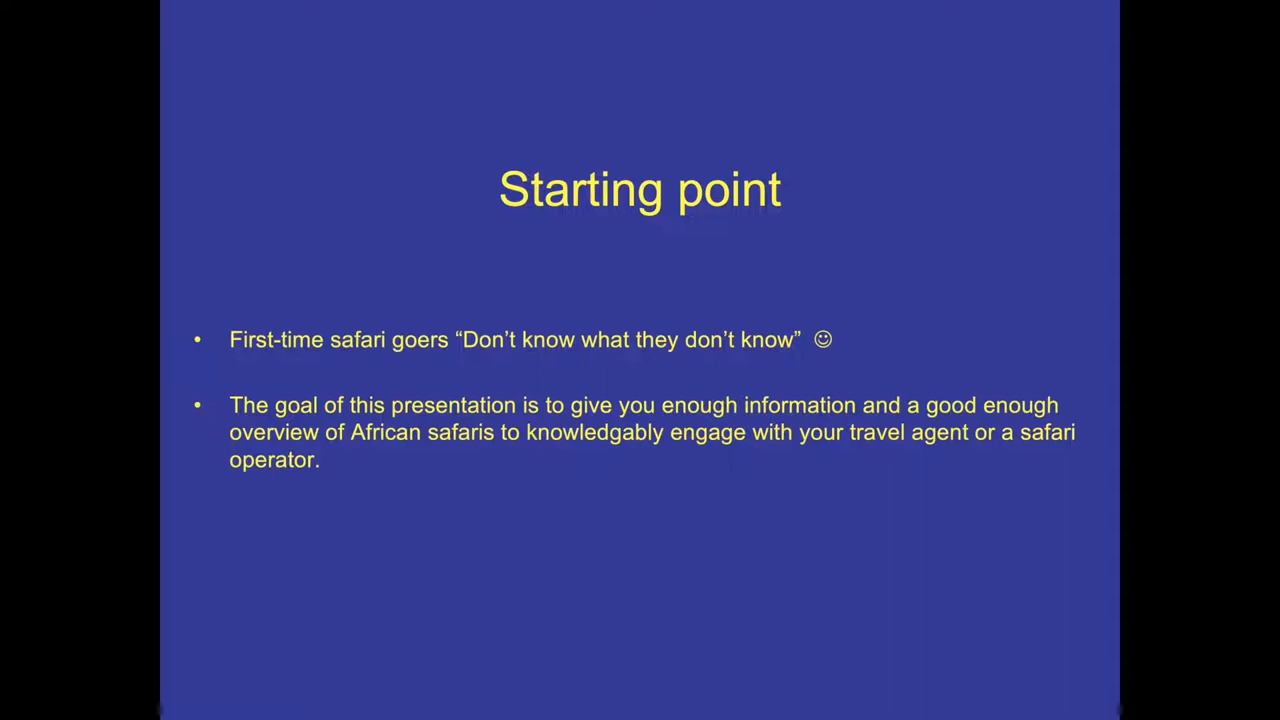 Starting point
• First-time safari goers “Don’t know what they don’t know” ☺
• The goal of this presentation is to give you enough information and a good enough
overview of African safaris to knowledgably engage with your travel agent or a safari
operator.